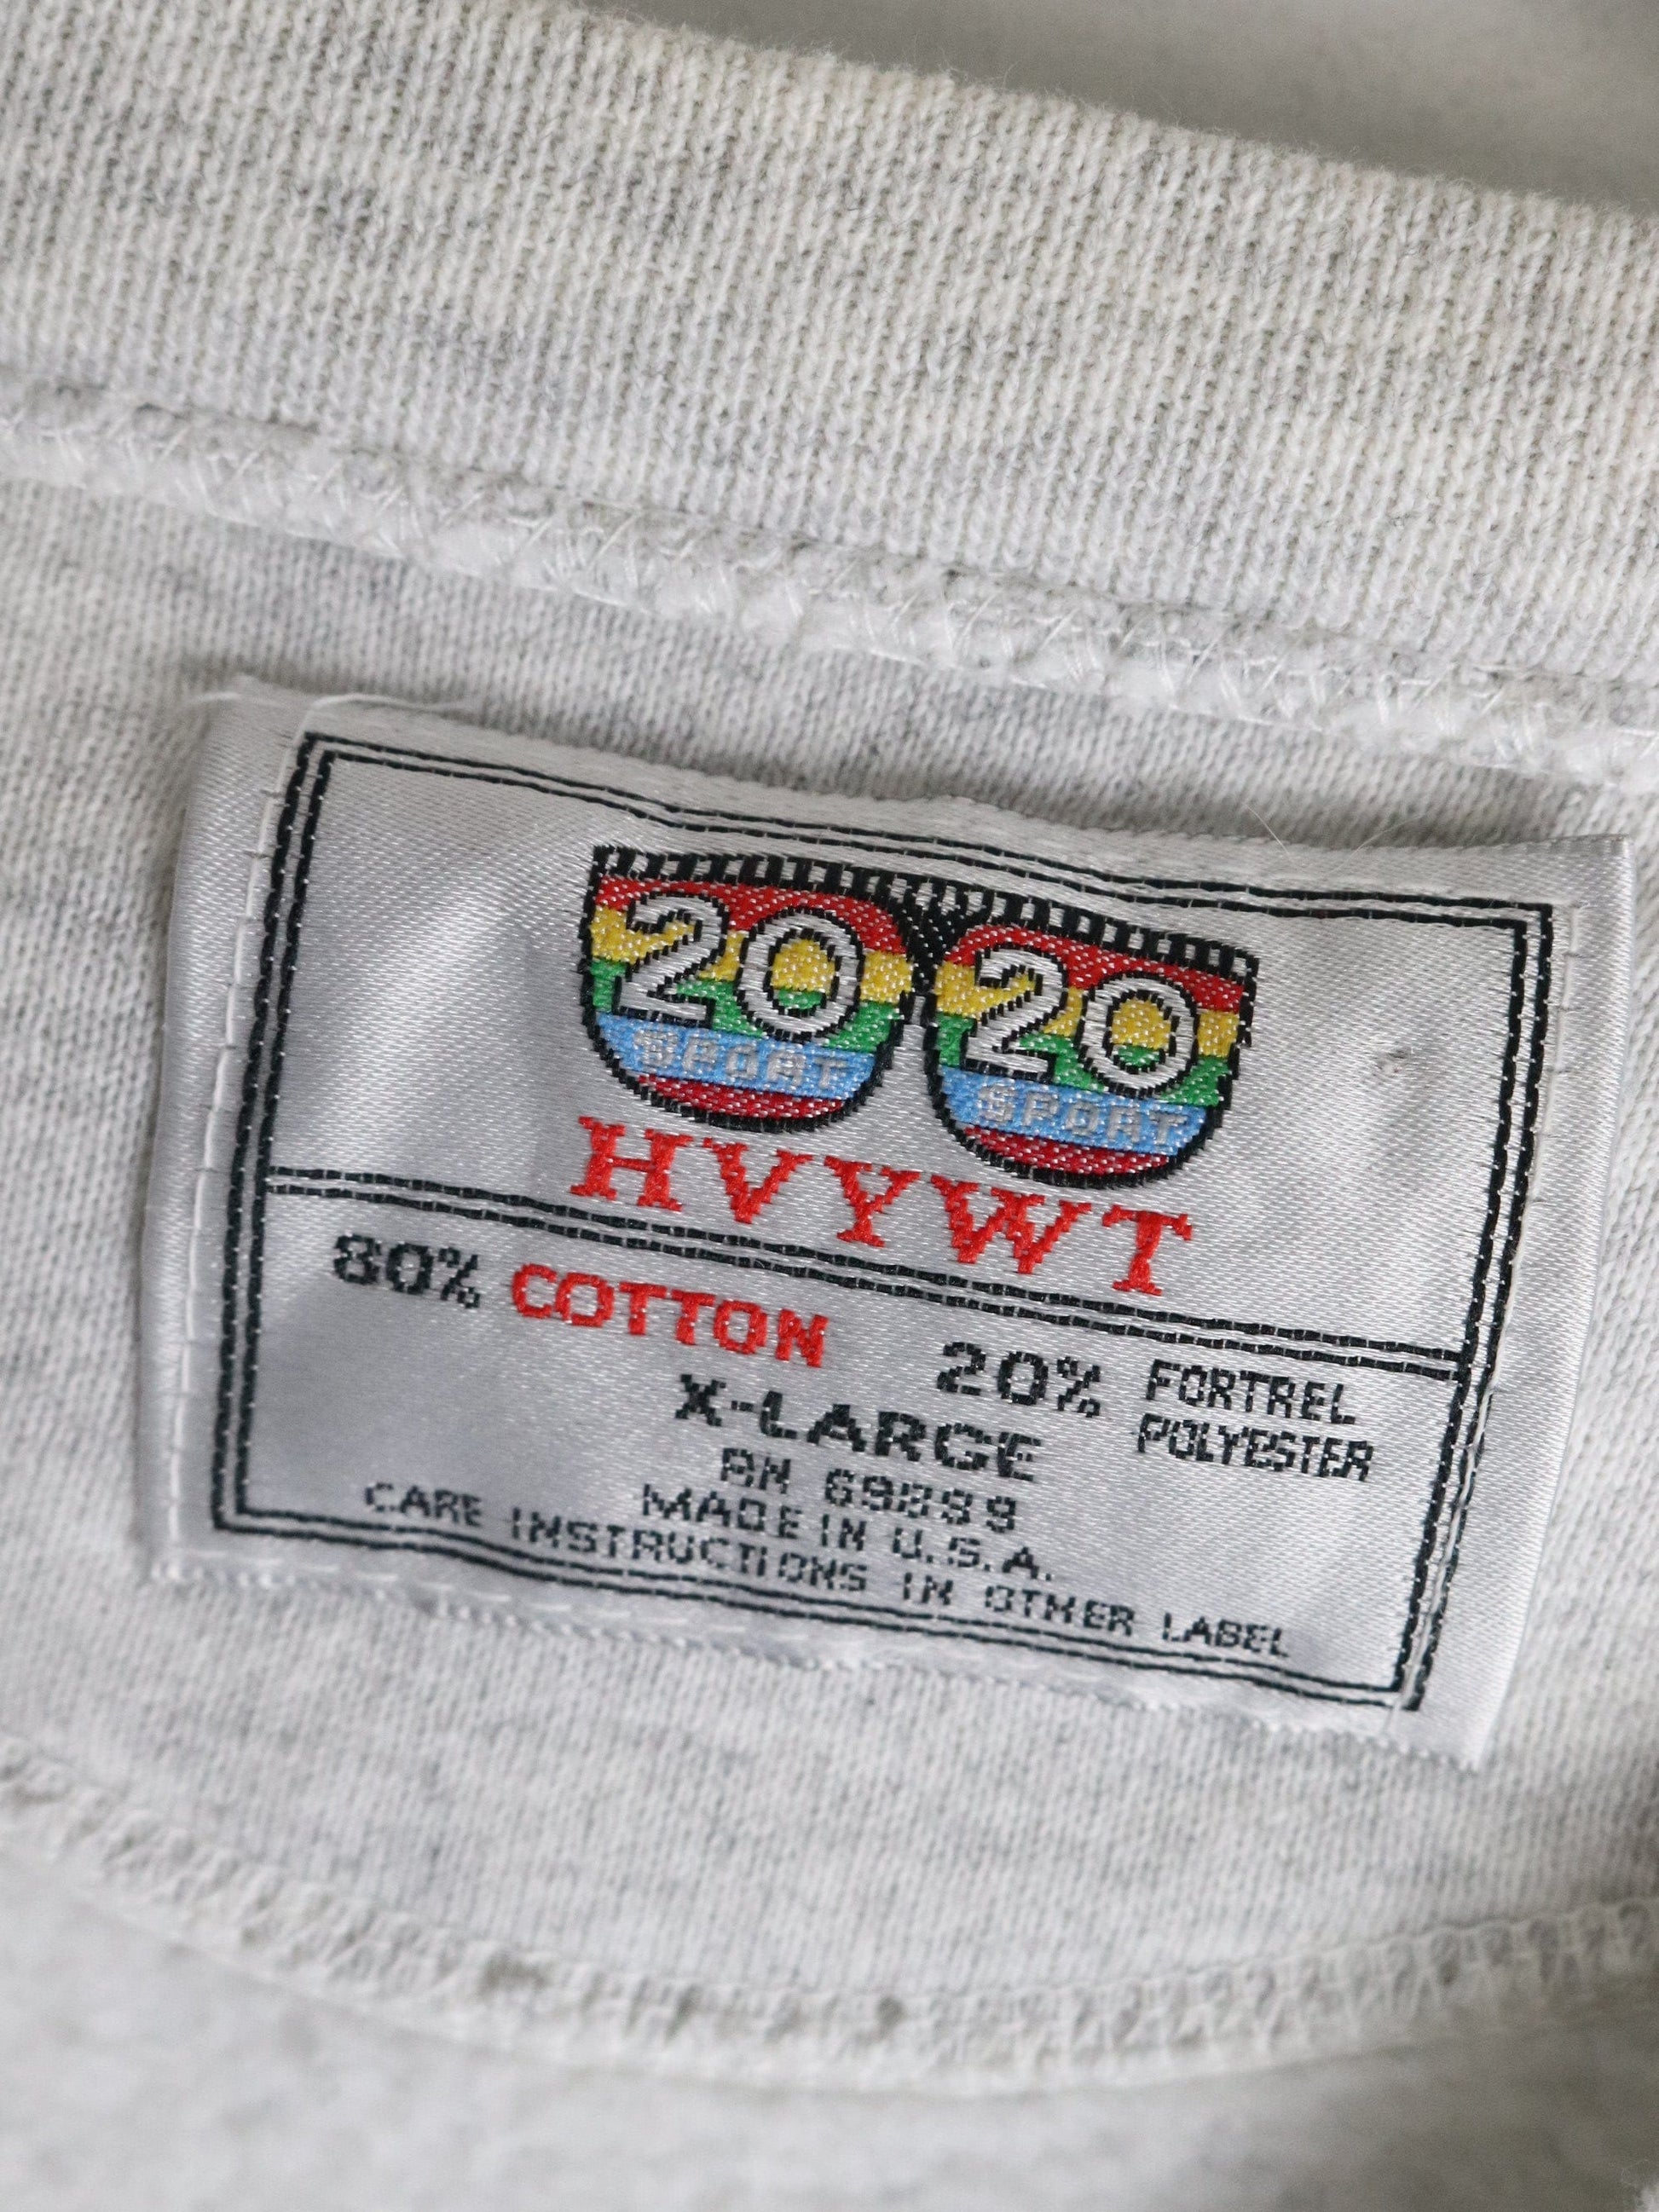 20 20
SPORT SPORT
HVYWT
80% COTTON 20% FORTREL POLYESTER
X-LARGE
RN 69899
MADE IN U.S.A.
CARE INSTRUCTIONS IN OTHER LABEL